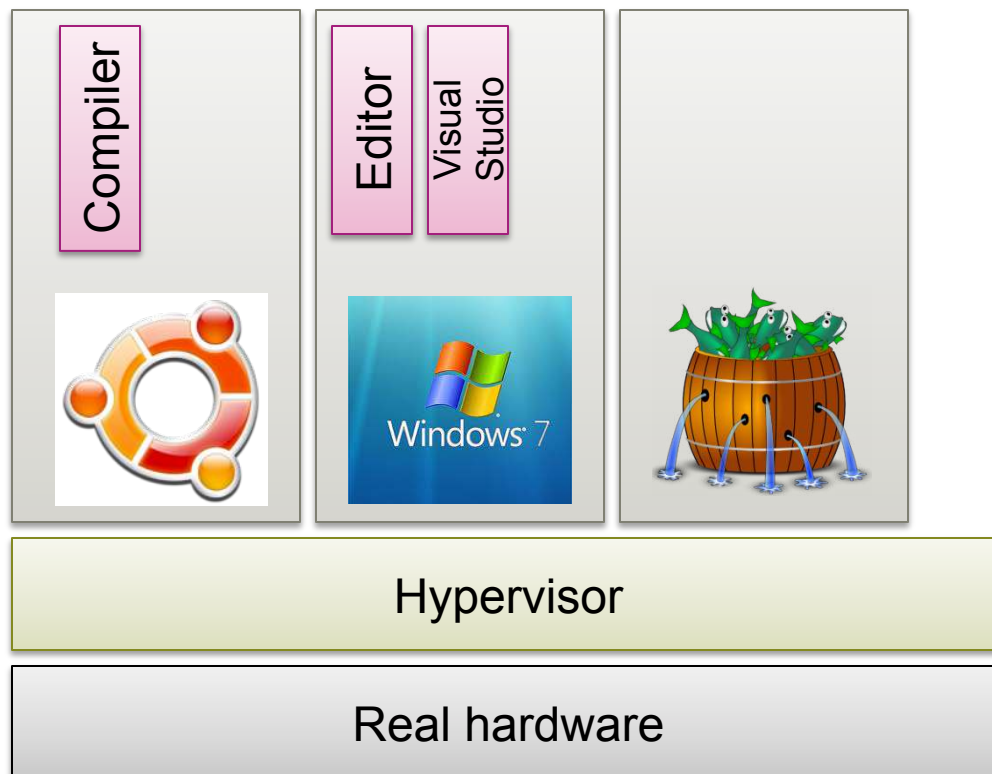 Compiler
Editor
Visual
Studio
Windows 7
Hypervisor
Real hardware